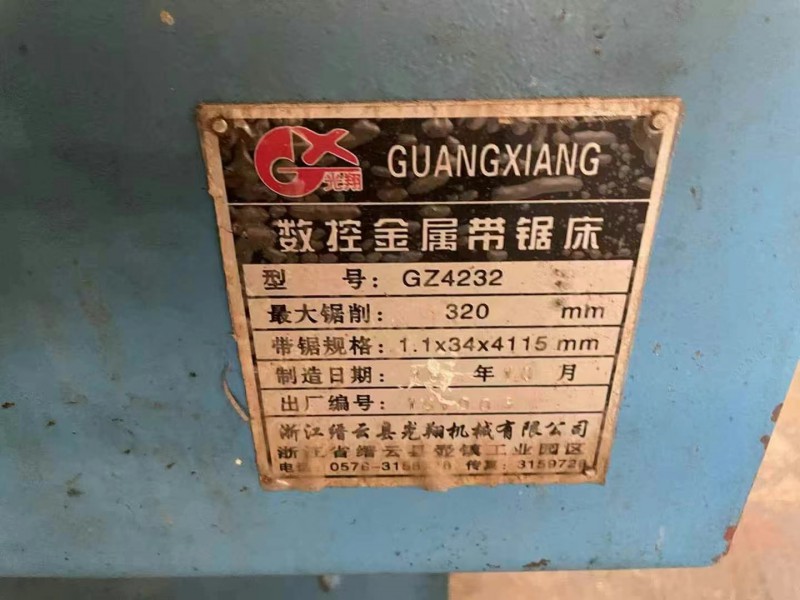 GX 光翔 GUANGXIANG
数控金属带锯床
型 号: GZ4232
最大锯削: 320 mm
带锯规格: 1.1x34x4115 mm
制造日期: 年 月
出厂编号:
浙江缙云县光翔机械有限公司
浙江省缙云县壶镇工业园区
传真: